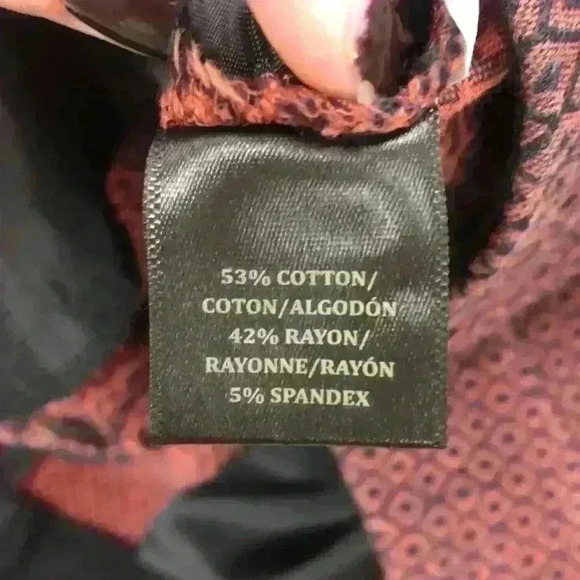 53% COTTON/
COTON/ALGODÓN
42% RAYON/
RAYONNE/RAYÓN
5% SPANDEX